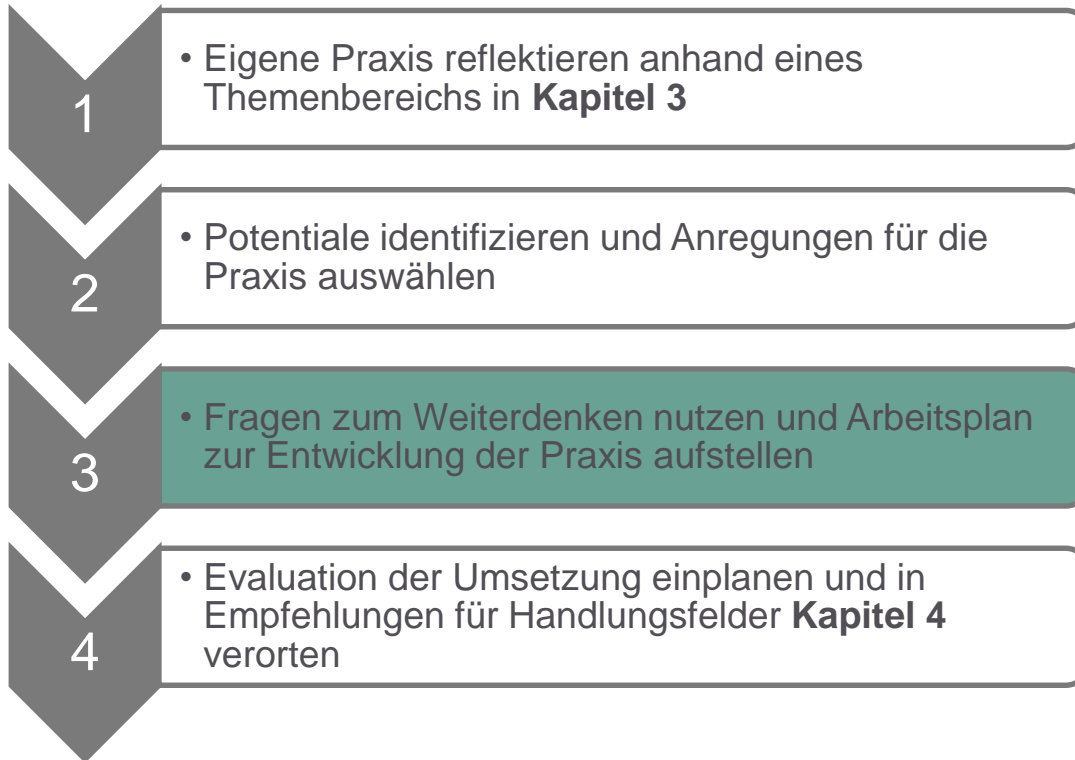 1
• Eigene Praxis reflektieren anhand eines
Themenbereichs in Kapitel 3
2
• Potentiale identifizieren und Anregungen für die
Praxis auswählen
3
• Fragen zum Weiterdenken nutzen und Arbeitsplan
zur Entwicklung der Praxis aufstellen
4
• Evaluation der Umsetzung einplanen und in
Empfehlungen für Handlungsfelder Kapitel 4
verorten